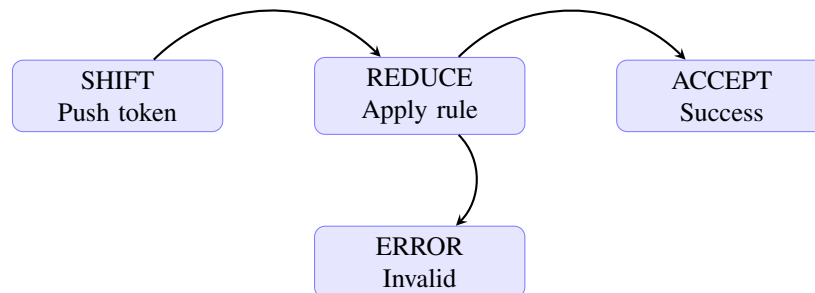 SHIFT
Push token
REDUCE
Apply rule
ACCEPT
Success
ERROR
Invalid